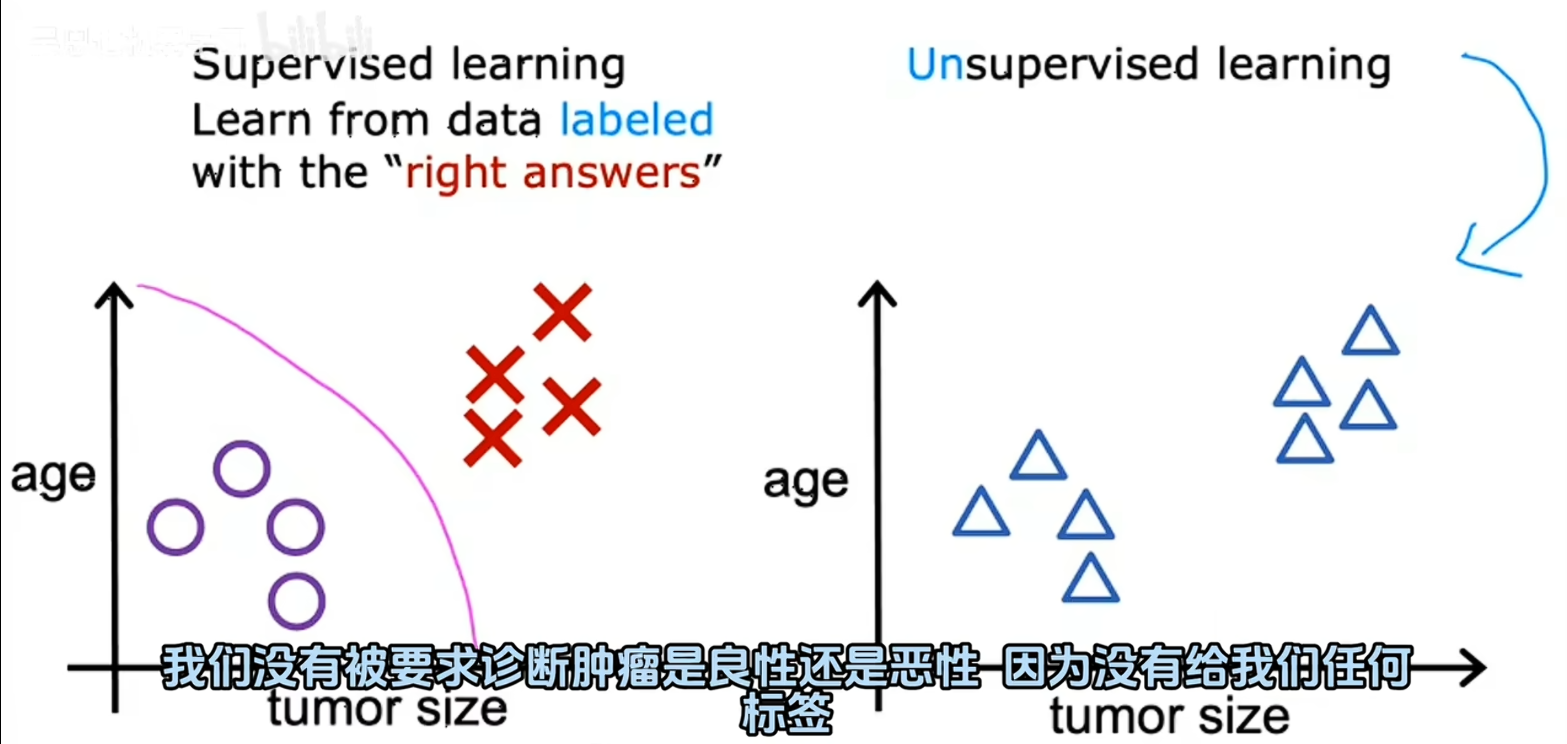 bilibili
Supervised learning
Learn from data labeled
with the “right answers”
Unsupervised learning
age
tumor size
age
tumor size
我们没有被要求诊断肿瘤是良性还是恶性 因为没有给我们任何
标签